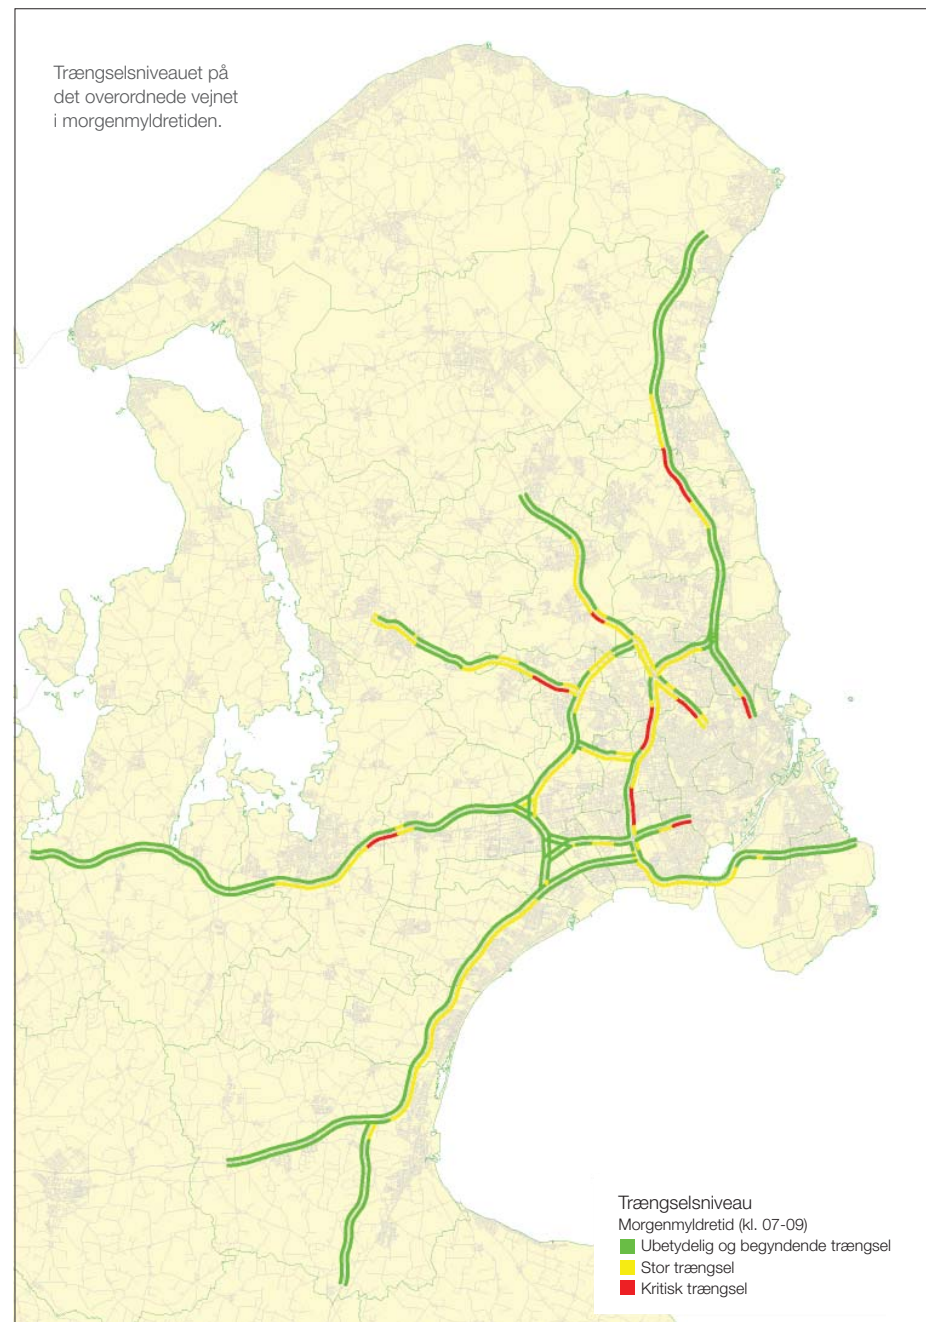 Trængselsniveauet på
det overordnede vejnet
i morgenmyldretiden.
Trængselsniveau
Morgenmyldretid (kl. 07-09)
Ubetydelig og begyndende trængsel
Stor trængsel
Kritisk trængsel